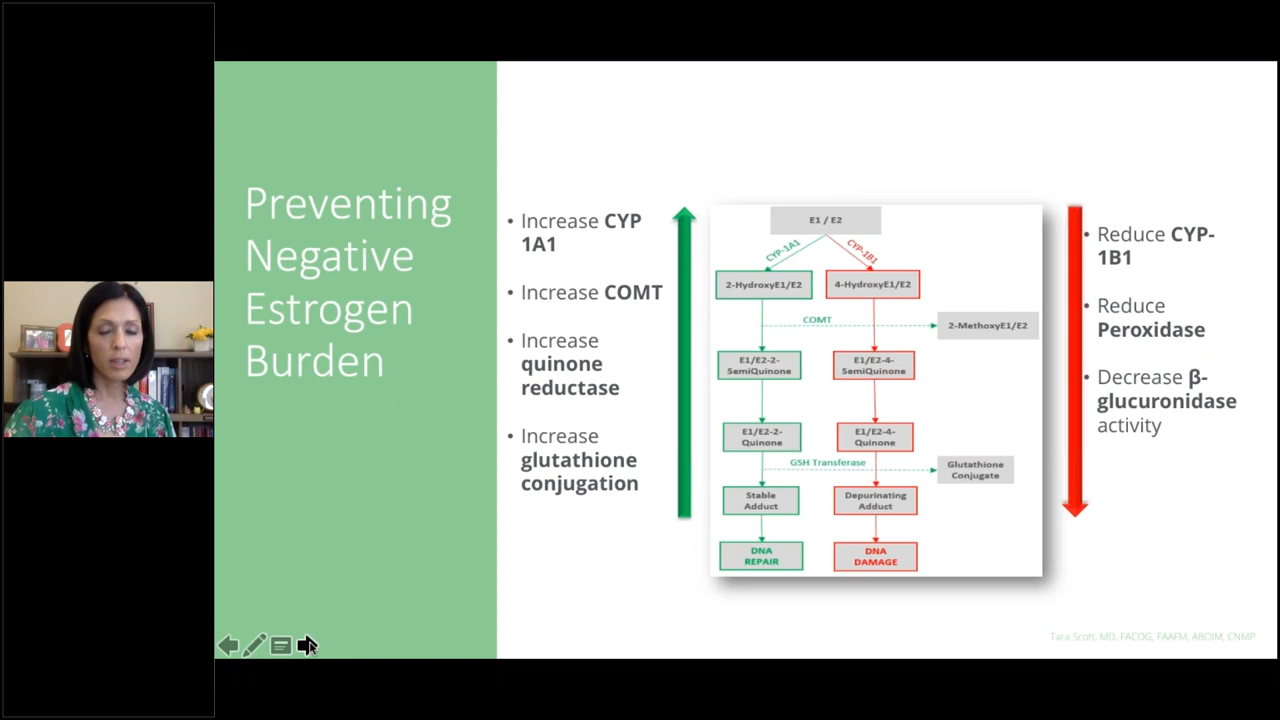 Preventing
Negative
Estrogen
Burden
• Increase CYP
1A1
• Increase COMT
• Increase
quinone
reductase
• Increase
glutathione
conjugation
E1 / E2
CYP-1A1
CYP-1B1
2-HydroxyE1/E2
4-HydroxyE1/E2
COMT
2-MethoxyE1/E2
E1/E2-2-
SemiQuinone
E1/E2-4-
SemiQuinone
E1/E2-2-
Quinone
E1/E2-4-
Quinone
GSH Transferase
Glutathione
Conjugate
Stable
Adduct
Depurinating
Adduct
DNA
REPAIR
DNA
DAMAGE
• Reduce CYP-
1B1
• Reduce
Peroxidase
• Decrease β-
glucuronidase
activity
Tara Scott, MD, FACOG, FAAFM, ABOIM, CNMP